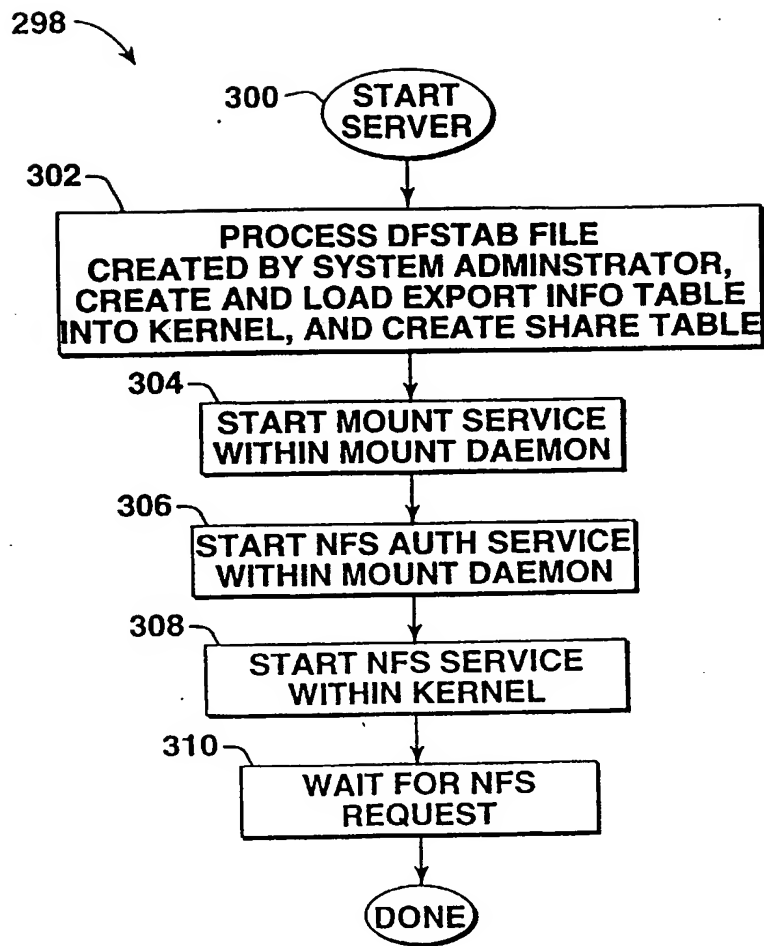 298
300
START
SERVER
302
PROCESS DFSTAB FILE
CREATED BY SYSTEM ADMINSTRATOR,
CREATE AND LOAD EXPORT INFO TABLE
INTO KERNEL, AND CREATE SHARE TABLE
304
START MOUNT SERVICE
WITHIN MOUNT DAEMON
306
START NFS AUTH SERVICE
WITHIN MOUNT DAEMON
308
START NFS SERVICE
WITHIN KERNEL
310
WAIT FOR NFS
REQUEST
DONE